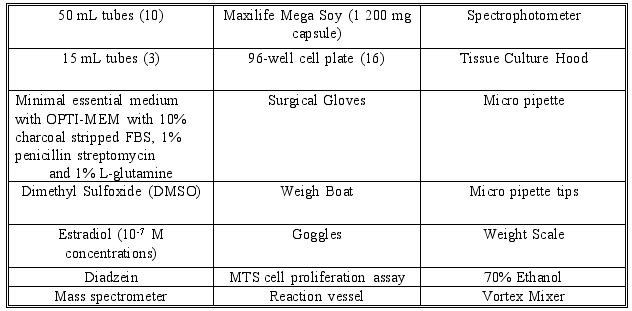 50 mL tubes (10)
Maxilife Mega Soy (1 200 mg
capsule)
Spectrophotometer
15 mL tubes (3)
96-well cell plate (16)
Tissue Culture Hood
Minimal essential medium
with OPTI-MEM with 10%
charcoal stripped FBS, 1%
penicillin streptomycin
and 1% L-glutamine
Surgical Gloves
Micro pipette
Dimethyl Sulfoxide (DMSO)
Weigh Boat
Micro pipette tips
Estradiol (10⁻⁷ M
concentrations)
Goggles
Weight Scale
Diadzein
MTS cell proliferation assay
70% Ethanol
Mass spectrometer
Reaction vessel
Vortex Mixer